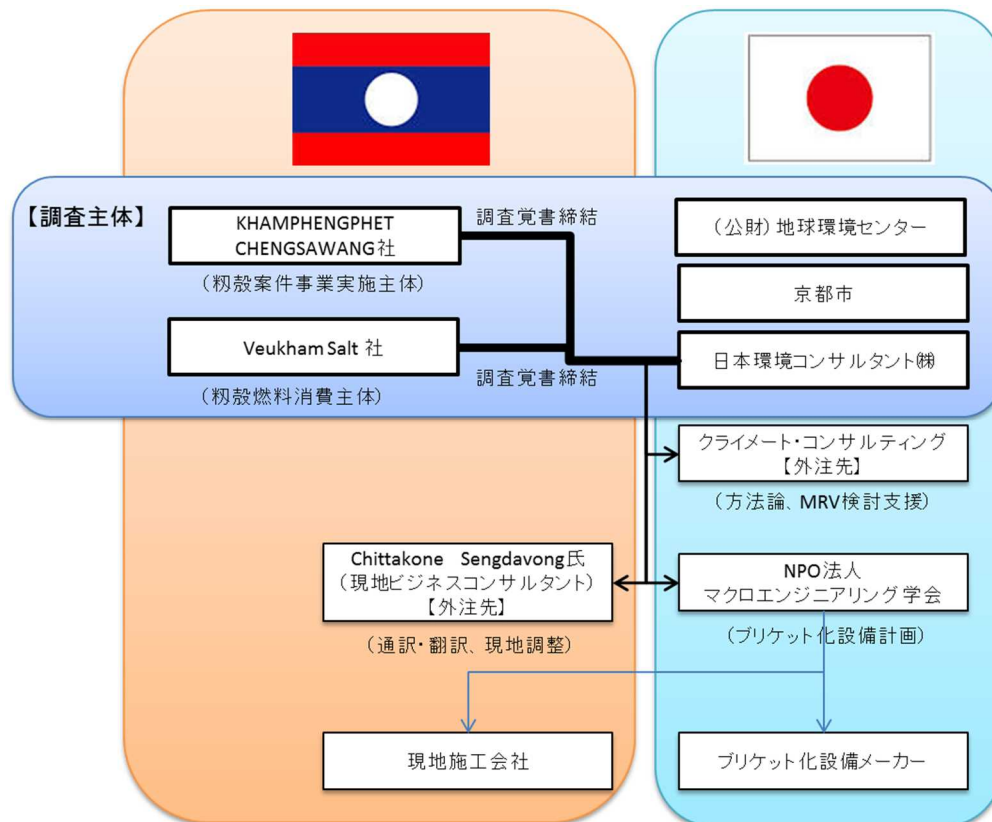 【調査主体】
KHAMPHENGPHET
CHENGSAWANG社
(籾殻案件事業実施主体)
調査覚書締結
(公財)地球環境センター
京都市
Veukham Salt 社
(籾殻燃料消費主体)
調査覚書締結
日本環境コンサルタント㈱
クライメート・コンサルティング
【外注先】
(方法論、MRV検討支援)
Chittakone Sengdavong氏
(現地ビジネスコンサルタント)
【外注先】
(通訳・翻訳、現地調整)
NPO法人
マクロエンジニアリング学会
(ブリケット化設備計画)
現地施工会社
ブリケット化設備メーカー